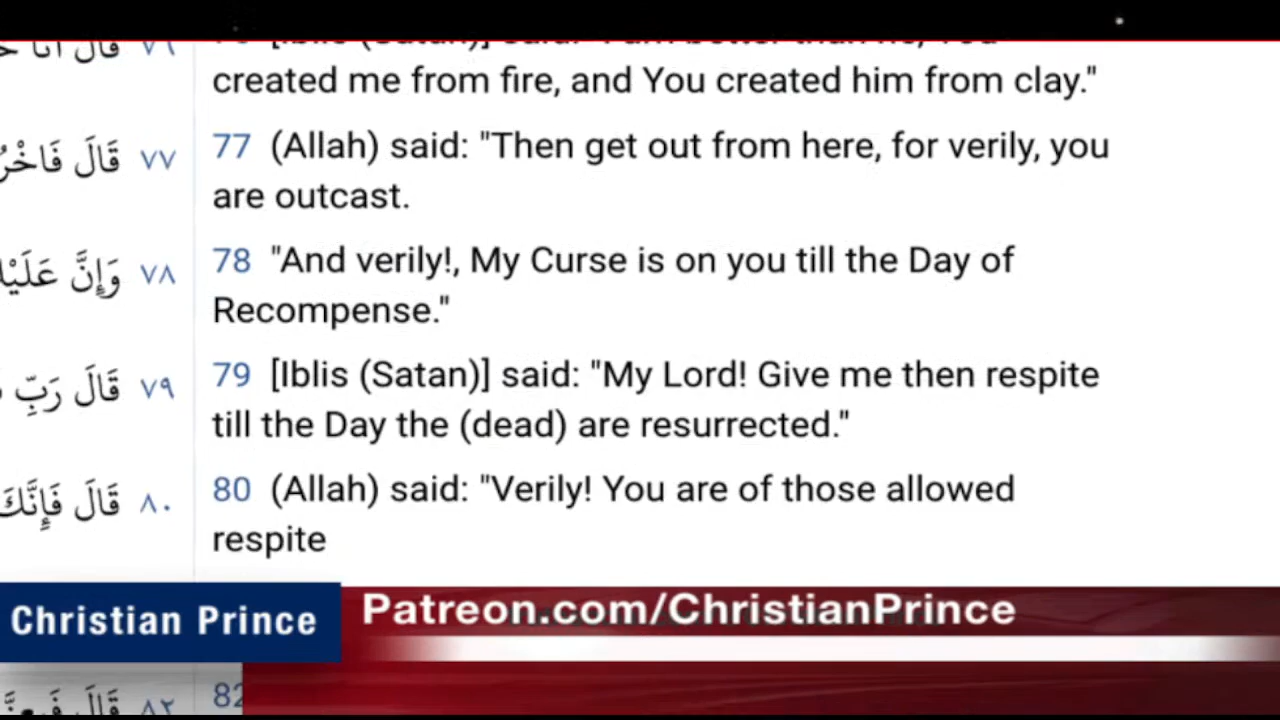 created me from fire, and You created him from clay."
قَالَ فَاخْرُ ٧٧ 77 (Allah) said: "Then get out from here, for verily, you
are outcast.
وَإِنَّ عَلَيْ ٧٨ 78 "And verily!, My Curse is on you till the Day of
Recompense."
قَالَ رَبِّ ٧٩ 79 [Iblis (Satan)] said: "My Lord! Give me then respite
till the Day the (dead) are resurrected."
قَالَ فَإِنَّكَ ٨٠ 80 (Allah) said: "Verily! You are of those allowed
respite
Christian Prince
Patreon.com/ChristianPrince
٨٢ 82